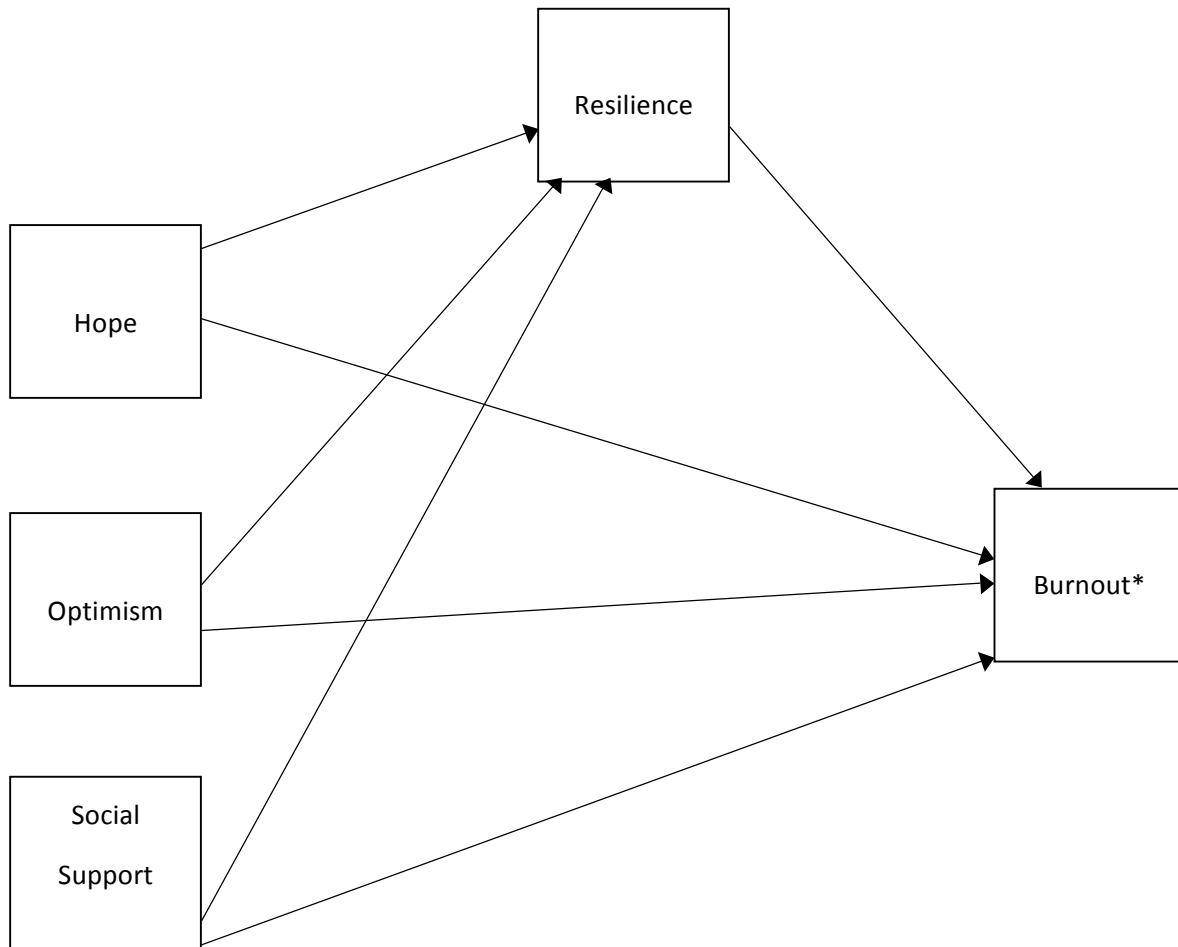 Resilience
Hope
Optimism
Burnout*
Social
Support